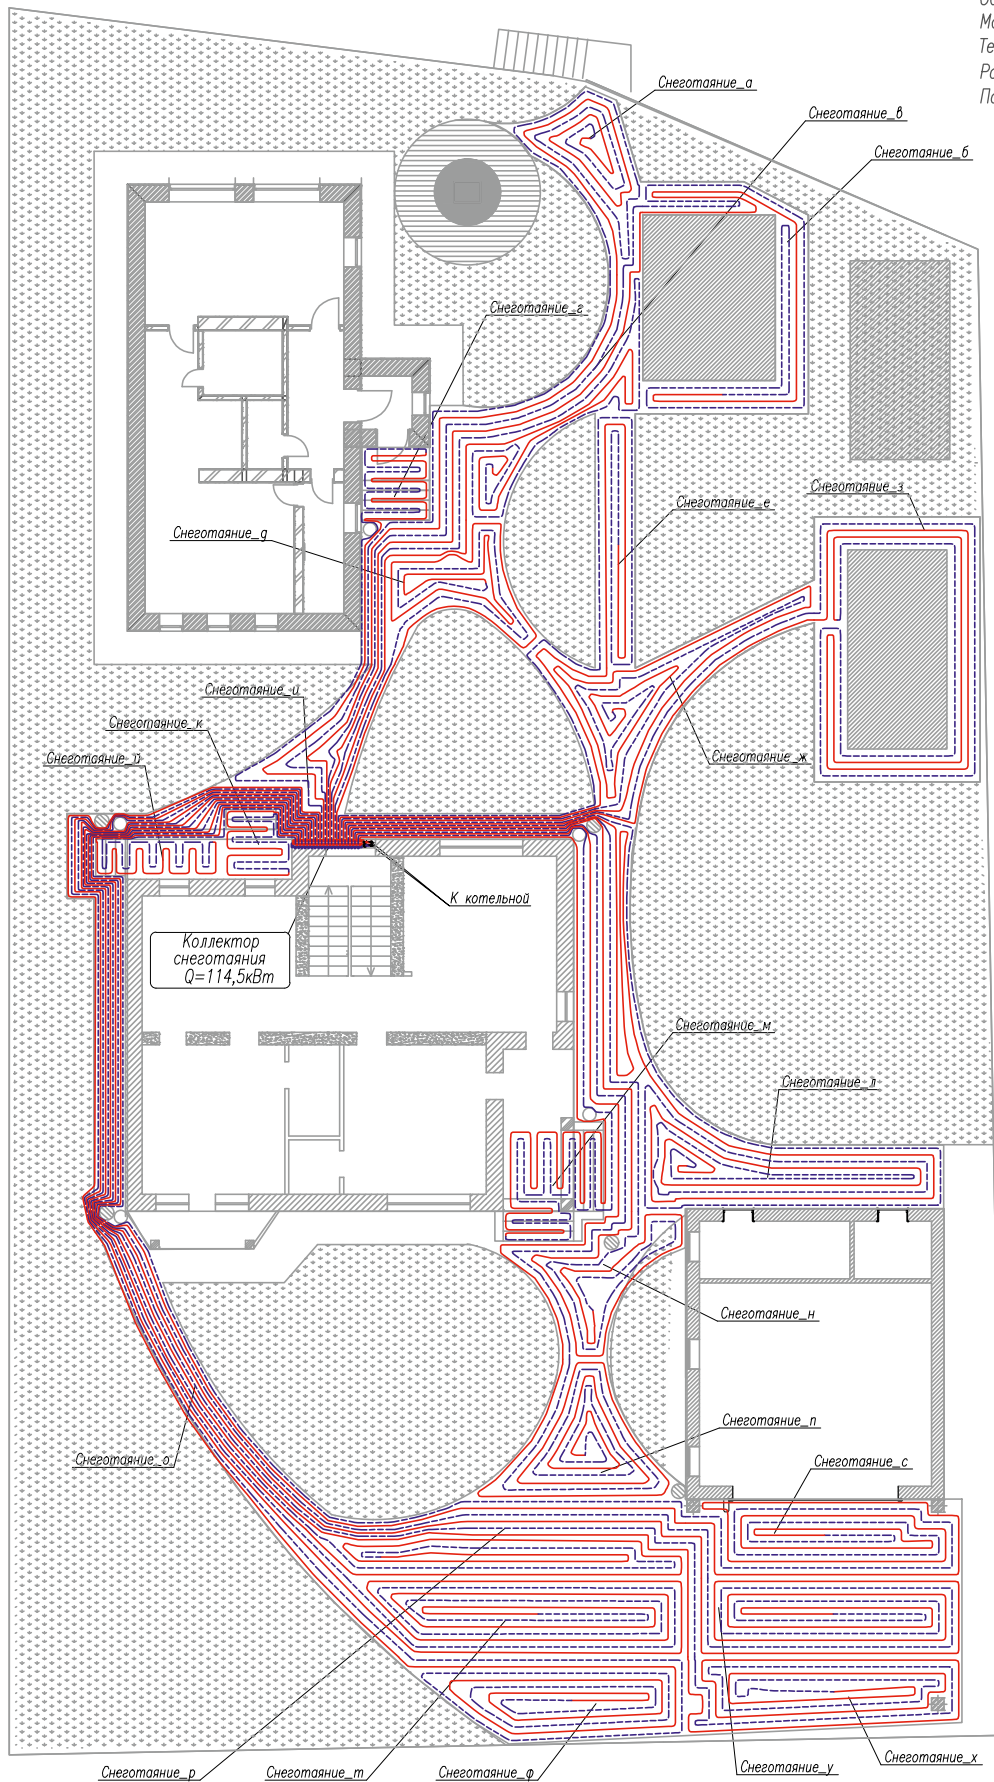 Снеготаяние_а
Снеготаяние_в
Снеготаяние_б
Снеготаяние_г
Снеготаяние_з
Снеготаяние_е
Снеготаяние_д
Снеготаяние_и
Снеготаяние_к
Снеготаяние_й
Снеготаяние_ж
К котельной
Коллектор
снеготаяния
Q=114,5кВт
Снеготаяние_м
Снеготаяние_л
Снеготаяние_н
Снеготаяние_п
Снеготаяние_о
Снеготаяние_с
Снеготаяние_р
Снеготаяние_т
Снеготаяние_ф
Снеготаяние_у
Снеготаяние_х